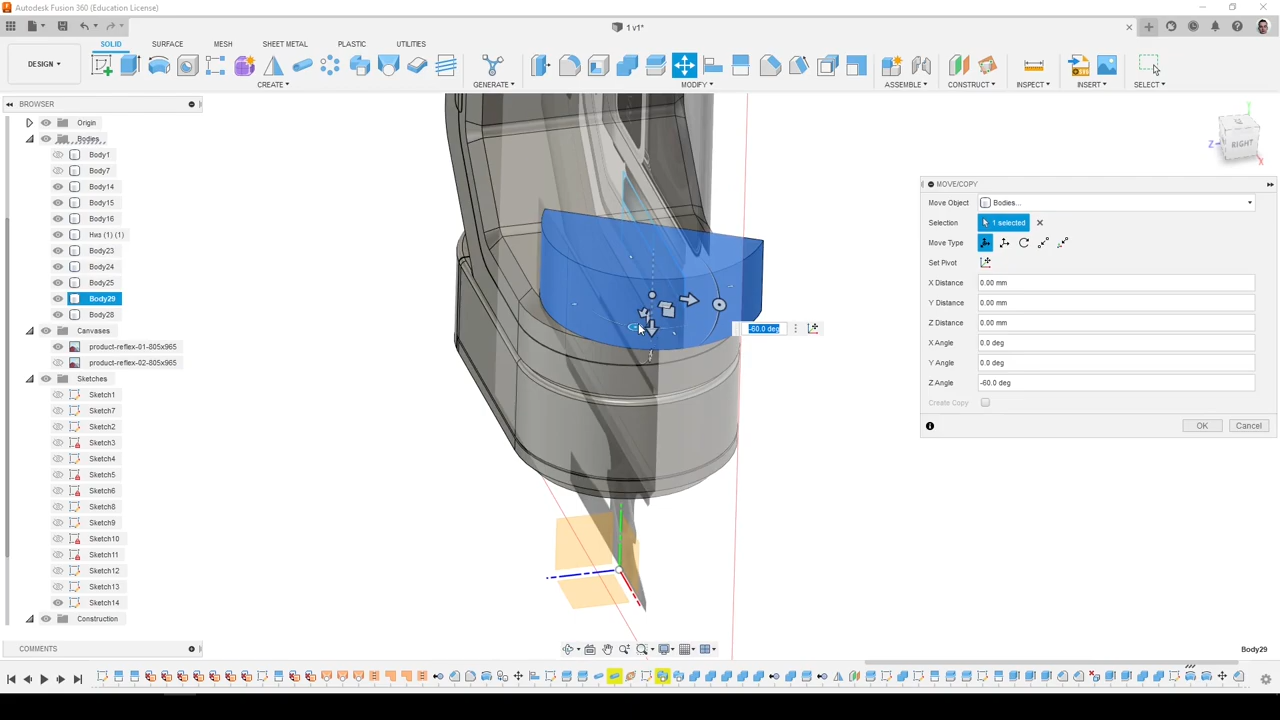 Autodesk Fusion 360 (Education License)
1 v1*
DESIGN
SOLID SURFACE MESH SHEET METAL PLASTIC UTILITIES
CREATE GENERATE MODIFY ASSEMBLE CONSTRUCT INSPECT INSERT SELECT
BROWSER
Origin
Bodies
Body1
Body7
Body14
Body15
Body16
Низ (1) (1)
Body23
Body24
Body25
Body29
Body28
Canvases
product-reflex-01-805x965
product-reflex-02-805x965
Sketches
Sketch1
Sketch7
Sketch2
Sketch3
Sketch4
Sketch5
Sketch6
Sketch8
Sketch9
Sketch10
Sketch11
Sketch12
Sketch13
Sketch14
Construction
COMMENTS
-60.0 deg
Y
Z
RIGHT
X
MOVE/COPY
Move Object Bodies...
Selection 1 selected
Move Type
Set Pivot
X Distance 0.00 mm
Y Distance 0.00 mm
Z Distance 0.00 mm
X Angle 0.0 deg
Y Angle 0.0 deg
Z Angle -60.0 deg
Create Copy
OK Cancel
Body29